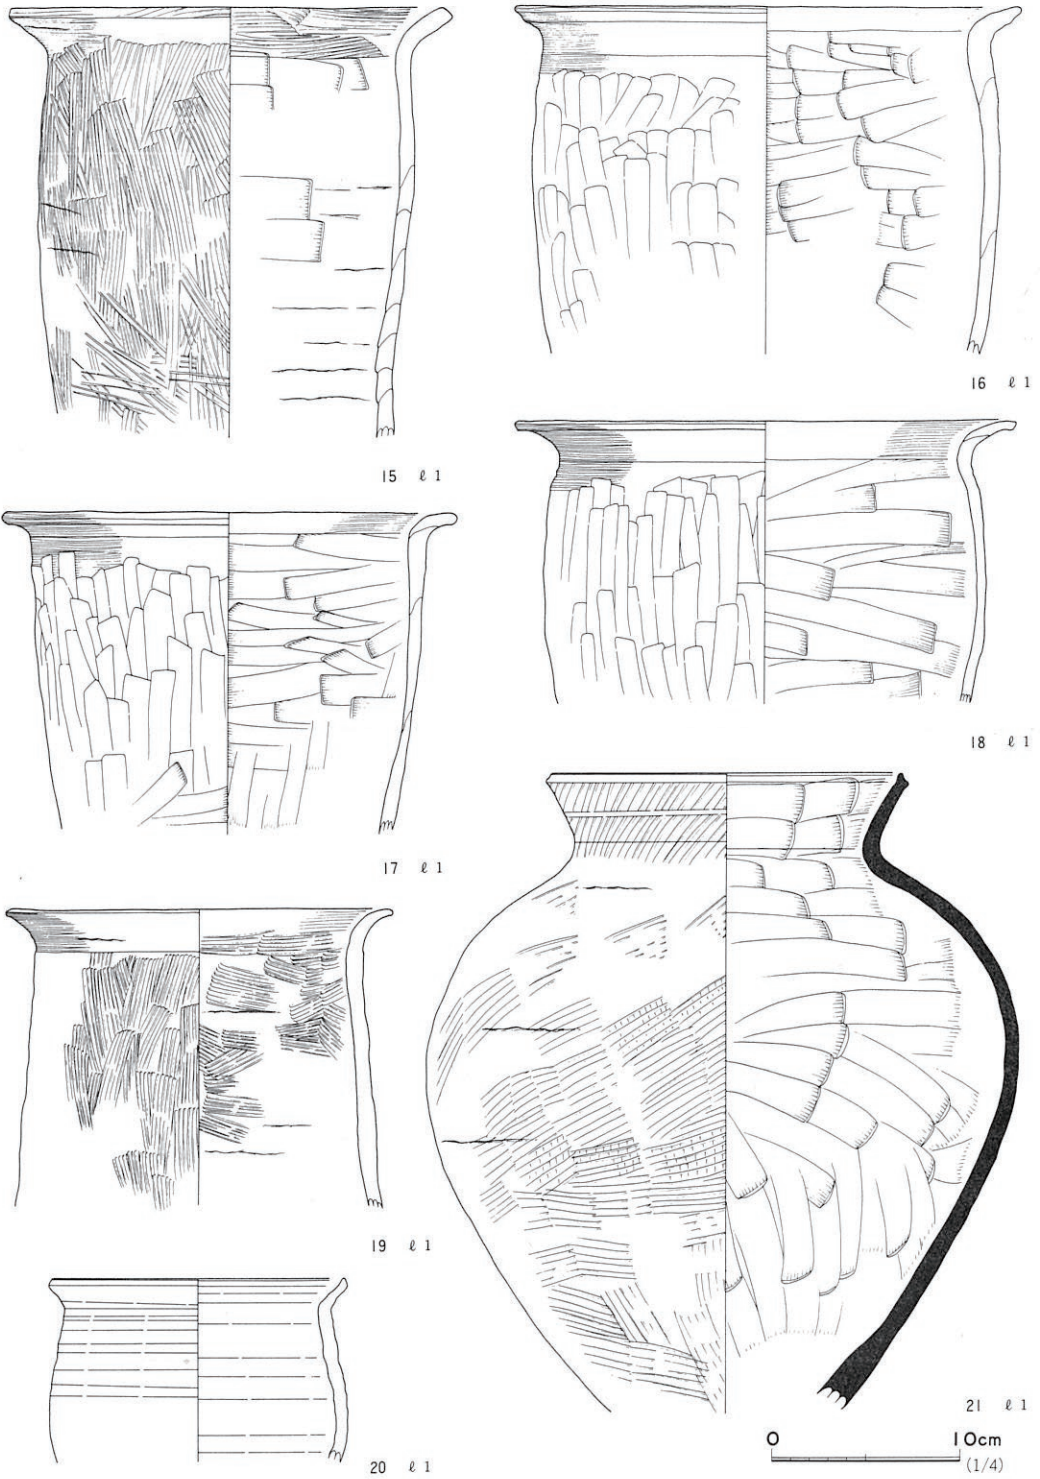 16 ℓ 1
15 ℓ 1
18 ℓ 1
17 ℓ 1
19 ℓ 1
21 ℓ 1
20 ℓ 1
0 10cm
(1/4)